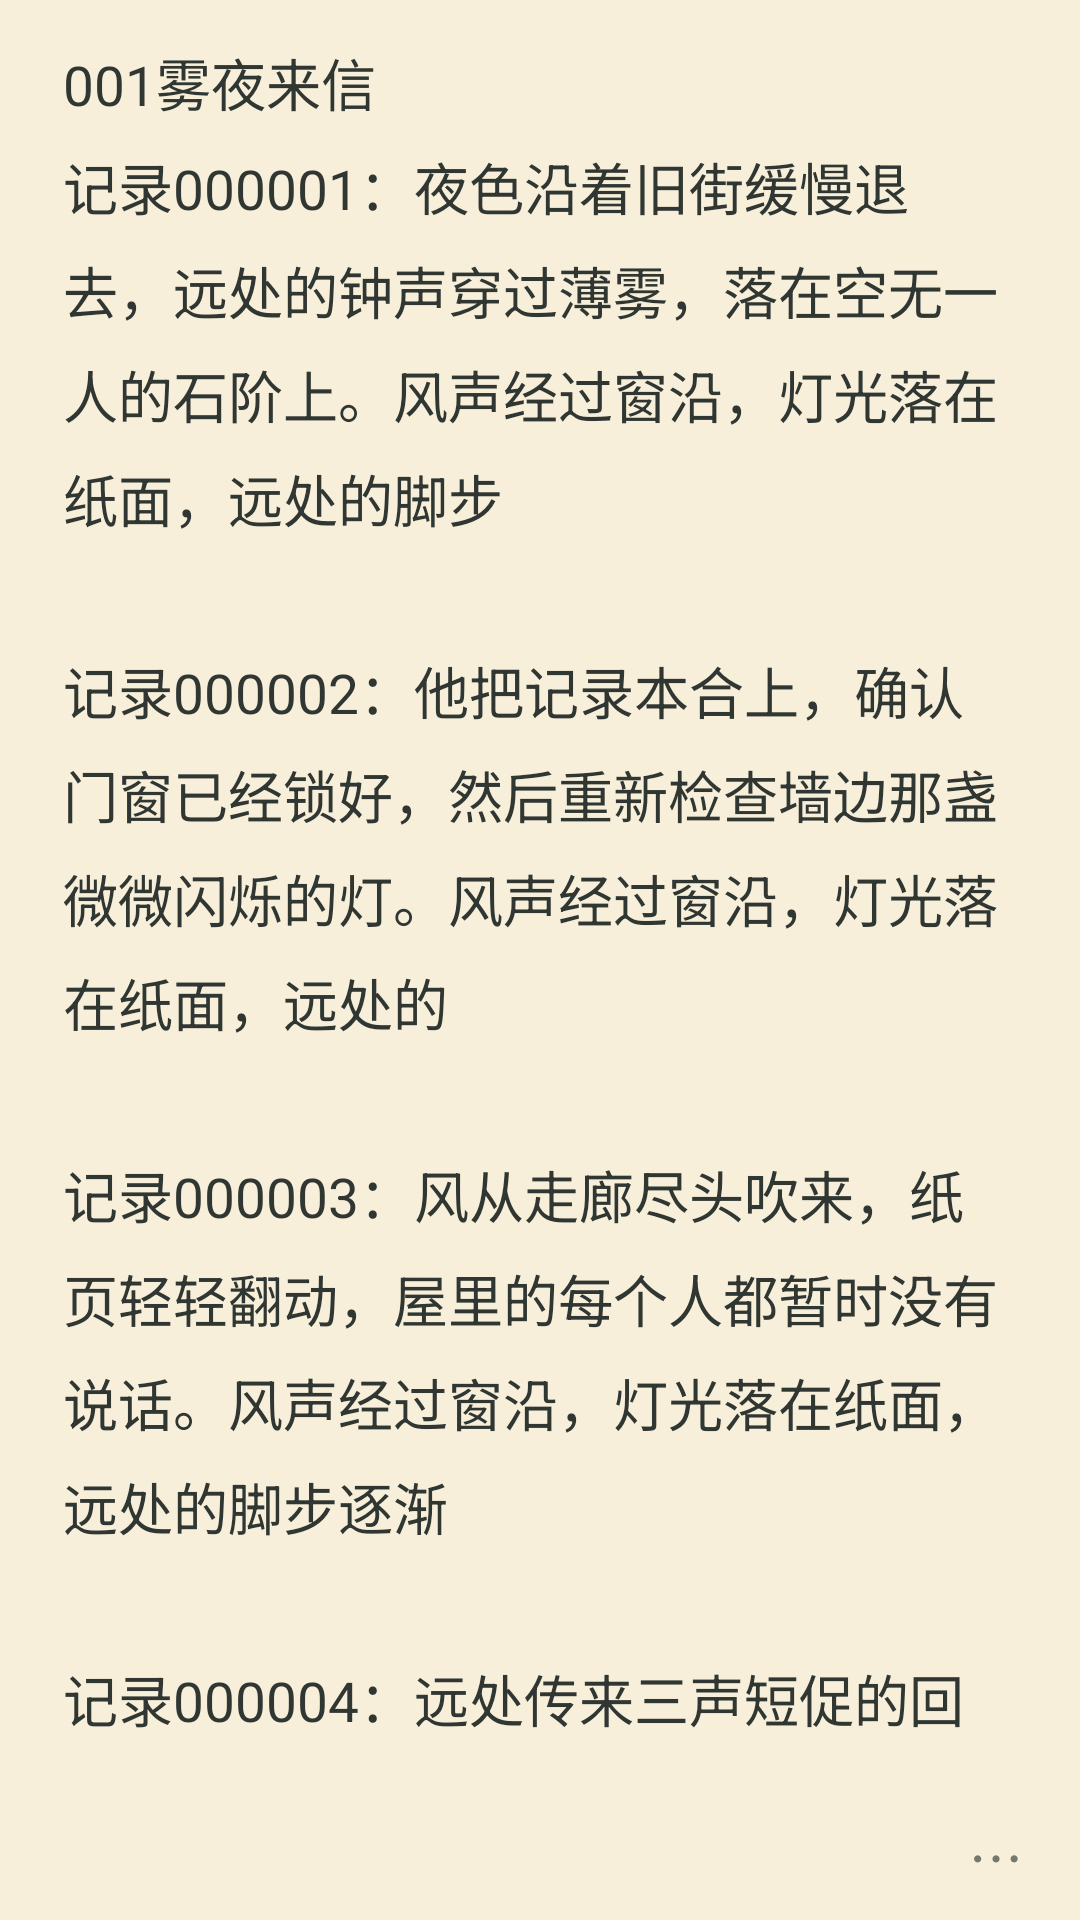 001雾夜来信
记录000001：夜色沿着旧街缓慢退
去，远处的钟声穿过薄雾，落在空无一
人的石阶上。风声经过窗沿，灯光落在
纸面，远处的脚步
记录000002：他把记录本合上，确认
门窗已经锁好，然后重新检查墙边那盏
微微闪烁的灯。风声经过窗沿，灯光落
在纸面，远处的
记录000003：风从走廊尽头吹来，纸
页轻轻翻动，屋里的每个人都暂时没有
说话。风声经过窗沿，灯光落在纸面，
远处的脚步逐渐
记录000004：远处传来三声短促的回
...